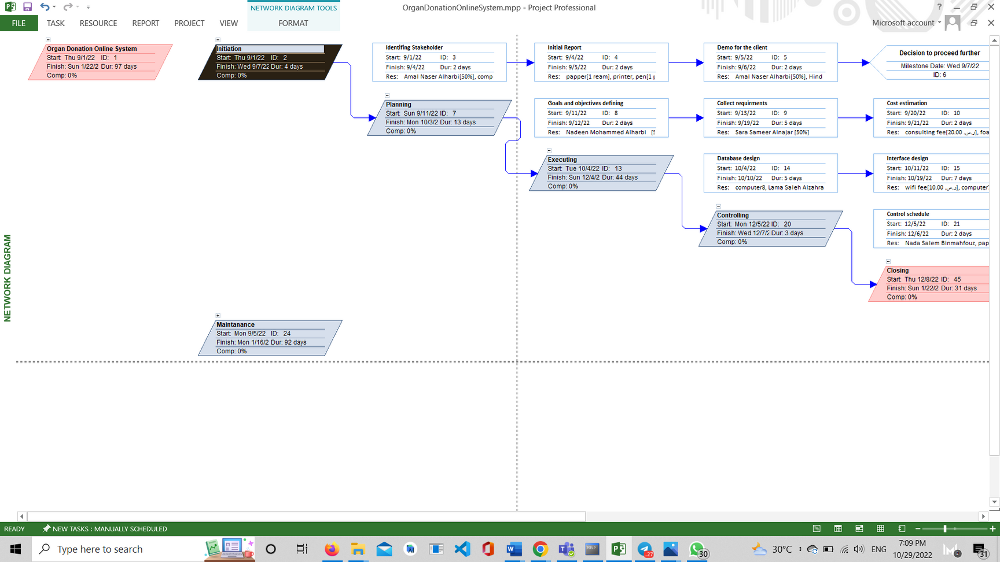 NETWORK DIAGRAM TOOLS
OrganDonationOnlineSystem.mpp - Project Professional
?
FILE TASK RESOURCE REPORT PROJECT VIEW FORMAT
Microsoft account
Organ Donation Online System
Start: Thu 9/1/22 ID: 1
Finish: Sun 1/22/2 Dur: 97 days
Comp: 0%
Initiation
Start: Thu 9/1/22 ID: 2
Finish: Wed 9/7/22 Dur: 4 days
Comp: 0%
Identifing Stakeholder
Start: 9/1/22 ID: 3
Finish: 9/4/22 Dur: 2 days
Res: Amal Naser Alharbi[50%], comp
Initial Report
Start: 9/4/22 ID: 4
Finish: 9/5/22 Dur: 2 days
Res: papper[1 ream], printer, pen[1
Demo for the client
Start: 9/5/22 ID: 5
Finish: 9/6/22 Dur: 2 days
Res: Amal Naser Alharbi[50%], Hind
Decision to proceed further
Milestone Date: Wed 9/7/22
ID: 6
Planning
Start: Sun 9/11/22 ID: 7
Finish: Mon 10/3/2 Dur: 13 days
Comp: 0%
Goals and objectives defining
Start: 9/11/22 ID: 8
Finish: 9/12/22 Dur: 2 days
Res: Nadeen Mohammed Alharbi
Collect requirments
Start: 9/13/22 ID: 9
Finish: 9/19/22 Dur: 5 days
Res: Sara Sameer Alnajar [50%]
Cost estimation
Start: 9/20/22 ID: 10
Finish: 9/21/22 Dur: 2 days
Res: consulting fee[20.00 ر.س.], foa
Executing
Start: Tue 10/4/22 ID: 13
Finish: Sun 12/4/2 Dur: 44 days
Comp: 0%
Database design
Start: 10/4/22 ID: 14
Finish: 10/10/22 Dur: 5 days
Res: computer8, Lama Saleh Alzahra
Interface design
Start: 10/11/22 ID: 15
Finish: 10/19/22 Dur: 7 days
Res: wifi fee[10.00 ر.س.], computer
Controlling
Start: Mon 12/5/22 ID: 20
Finish: Wed 12/7/2 Dur: 3 days
Comp: 0%
Control schedule
Start: 12/5/22 ID: 21
Finish: 12/6/22 Dur: 2 days
Res: Nada Salem Binmahfouz, pap
Closing
Start: Thu 12/8/22 ID: 45
Finish: Sun 1/22/2 Dur: 31 days
Comp: 0%
Maintanance
Start: Mon 9/5/22 ID: 24
Finish: Mon 1/16/2 Dur: 92 days
Comp: 0%
NETWORK DIAGRAM
READY NEW TASKS : MANUALLY SCHEDULED
Type here to search
27
30
30°C
ENG
7:09 PM
10/29/2022
3
31